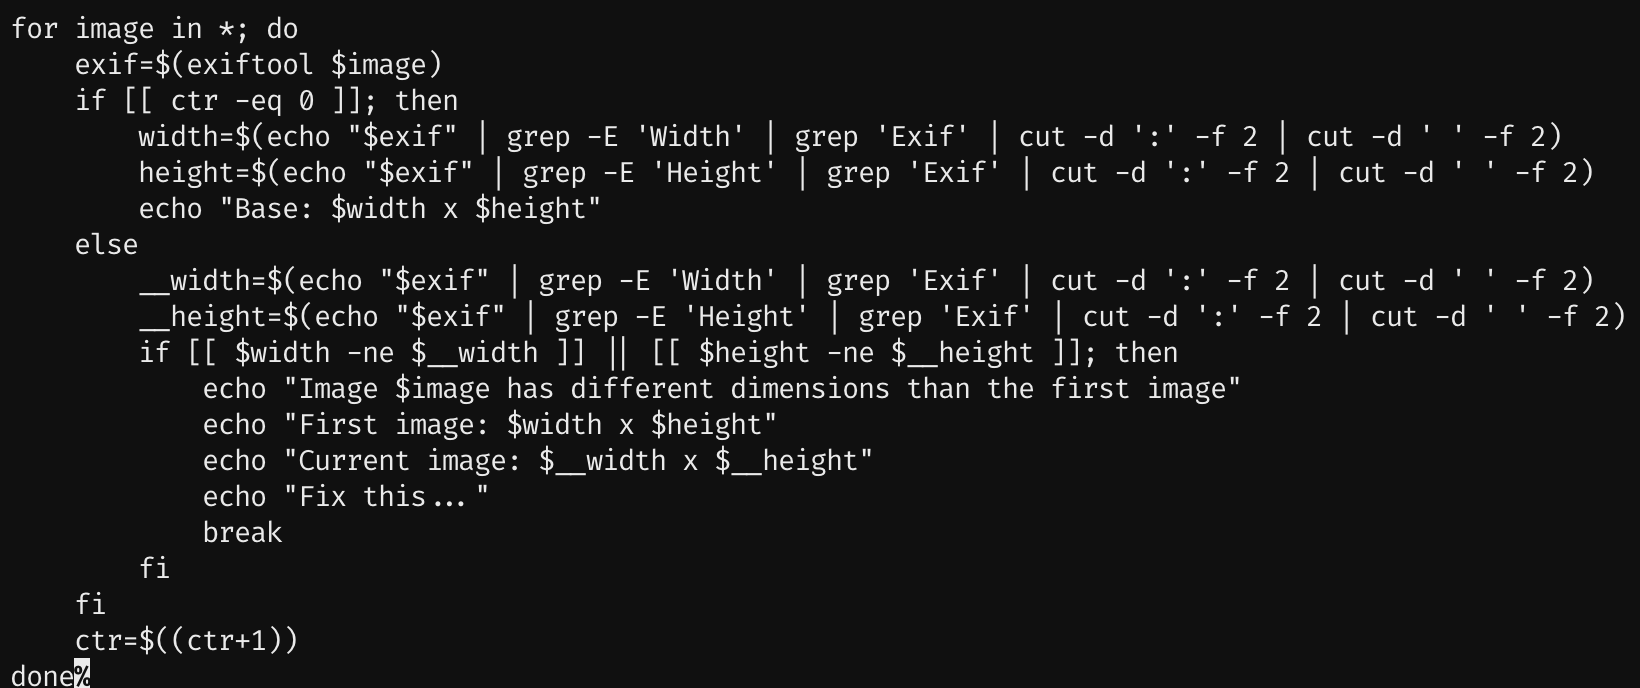 for image in *; do
    exif=$(exiftool $image)
    if [[ ctr -eq 0 ]]; then
        width=$(echo "$exif" | grep -E 'Width' | grep 'Exif' | cut -d ':' -f 2 | cut -d ' ' -f 2)
        height=$(echo "$exif" | grep -E 'Height' | grep 'Exif' | cut -d ':' -f 2 | cut -d ' ' -f 2)
        echo "Base: $width x $height"
    else
        __width=$(echo "$exif" | grep -E 'Width' | grep 'Exif' | cut -d ':' -f 2 | cut -d ' ' -f 2)
        __height=$(echo "$exif" | grep -E 'Height' | grep 'Exif' | cut -d ':' -f 2 | cut -d ' ' -f 2)
        if [[ $width -ne $__width ]] || [[ $height -ne $__height ]]; then
            echo "Image $image has different dimensions than the first image"
            echo "First image: $width x $height"
            echo "Current image: $__width x $__height"
            echo "Fix this..."
            break
        fi
    fi
    ctr=$((ctr+1))
done%